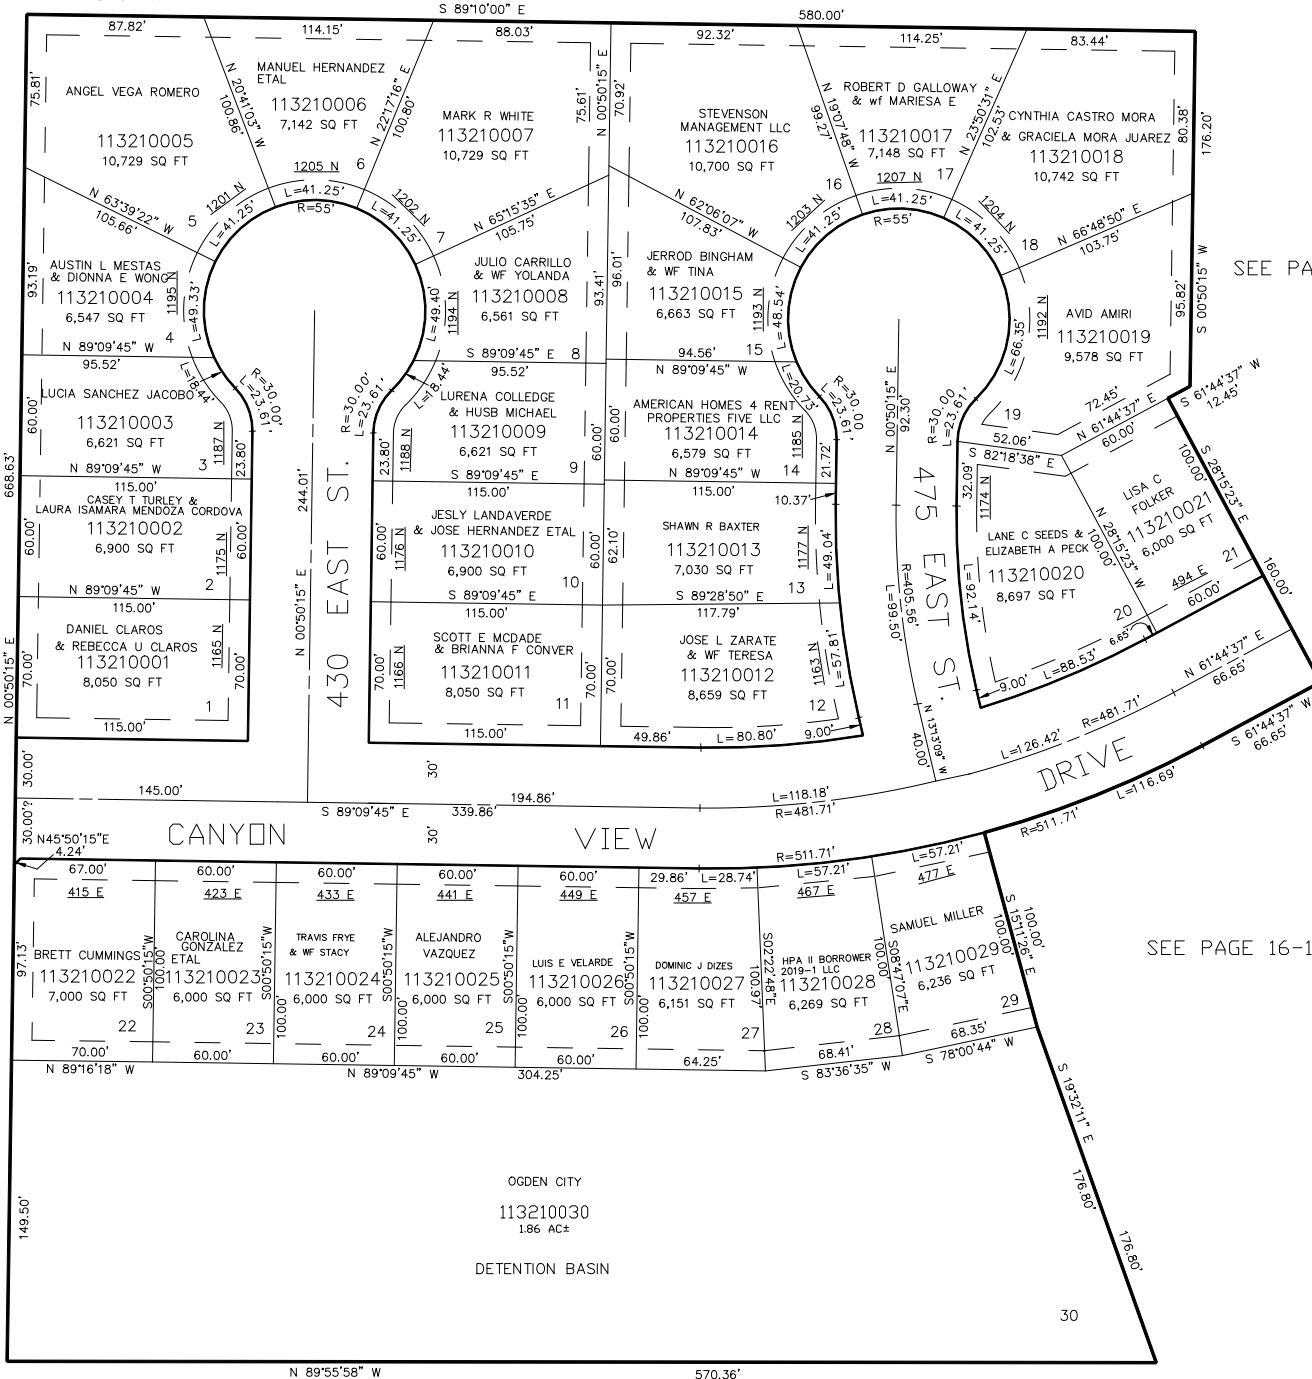 S 89°10'00" E
580.00'
87.82'
114.15'
88.03'
92.32'
114.25'
83.44'
75.81'
ANGEL VEGA ROMERO
113210005
10,729 SQ FT
N 20°41'03" W
100.86'
MANUEL HERNANDEZ
ETAL
113210006
7,142 SQ FT
N 22°17'16" E
100.80'
MARK R WHITE
113210007
10,729 SQ FT
75.61'
N 00°50'15" E
70.92'
STEVENSON
MANAGEMENT LLC
113210016
10,700 SQ FT
N 19°07'48" W
99.27'
ROBERT D GALLOWAY
& wf MARIESA E
113210017
7,148 SQ FT
N 23°50'31" E
102.53'
CYNTHIA CASTRO MORA
& GRACIELA MORA JUAREZ
113210018
10,742 SQ FT
80.38'
176.20'
N 63°39'22" W
105.66'
5
1201 N
L=41.25'
1205 N
L=41.25'
R=55'
6
1202 N
L=41.25'
7
N 65°15'35" E
105.75'
N 62°06'07" W
107.83'
16
1203 N
L=41.25'
1207 N
L=41.25'
R=55'
17
1204 N
L=41.25'
18
N 66°48'50" E
103.75'
S 00°50'15" W
SEE PA
93.19'
AUSTIN L MESTAS
& DIONNA E WONG
113210004
6,547 SQ FT
1195 N
L=49.33'
4
JULIO CARRILLO
& WF YOLANDA
113210008
6,561 SQ FT
1194 N
L=49.40'
93.41'
8
96.01'
JERROD BINGHAM
& WF TINA
113210015
6,663 SQ FT
1193 N
L=48.54'
15
AVID AMIRI
113210019
9,578 SQ FT
1192 N
L=66.35'
95.82'
19
N 89°09'45" W
95.52'
S 89°09'45" E
95.52'
94.56'
N 89°09'45" W
L=18.44'
R=30.00'
L=23.61'
R=30.00'
L=23.61'
L=18.44'
L=20.73'
R=30.00
L=23.61'
R=30.00
L=23.61'
72.45'
N 61°44'37" E
60.00'
S 61°44'37" W
12.45'
60.00'
LUCIA SANCHEZ JACOBO
113210003
6,621 SQ FT
3
1187 N
23.80'
23.80'
1188 N
LURENA COLLEDGE
& HUSB MICHAEL
113210009
6,621 SQ FT
9
60.00'
60.00'
AMERICAN HOMES 4 RENT
PROPERTIES FIVE LLC
113210014
6,579 SQ FT
14
1185 N
21.72'
N 00°50'15" E
92.30'
52.06'
S 82°18'38" E
668.63'
N 89°09'45" W
115.00'
S 89°09'45" E
115.00'
N 89°09'45" W
115.00'
10.37'
244.01'
60.00'
CASEY T TURLEY &
LAURA ISAMARA MENDOZA CORDOVA
113210002
6,900 SQ FT
2
1175 N
60.00'
60.00'
1176 N
JESLY LANDAVERDE
& JOSE HERNANDEZ ETAL
113210010
6,900 SQ FT
10
60.00'
62.10'
SHAWN R BAXTER
113210013
7,030 SQ FT
13
1177 N
L=49.04'
475 EAST ST.
R=405.56'
L=99.50'
32.09'
1174 N
L=92.14'
LANE C SEEDS &
ELIZABETH A PECK
113210020
8,697 SQ FT
20
N 28°15'23" W
100.00'
LISA C
FOLKER
113210021
6,000 SQ FT
21
494 E
60.00'
100.00'
S 28°15'23" E
160.00'
6.65'
N 89°09'45" W
115.00'
S 89°09'45" E
115.00'
S 89°28'50" E
117.79'
N 00°50'15" E
430 EAST ST.
N 00°50'15" E
70.00'
DANIEL CLAROS
& REBECCA U CLAROS
113210001
8,050 SQ FT
1
1165 N
70.00'
115.00'
70.00'
1166 N
SCOTT E MCDADE
& BRIANNA F CONVER
113210011
8,050 SQ FT
11
70.00'
115.00'
70.00'
JOSE L ZARATE
& WF TERESA
113210012
8,659 SQ FT
12
1163 N
L=57.81'
49.86'
L=80.80'
9.00'
9.00'
L=88.53'
N 13°13'09" W
40.00'
N 61°44'37" E
66.65'
R=481.71'
L=126.42'
S 61°44'37" W
66.65'
L=116.69'
R=511.71'
30.00'
145.00'
S 89°09'45" E
339.86'
194.86'
30'
30'
L=118.18'
R=481.71'
30.00'?
CANYON VIEW DRIVE
N45°50'15"E
4.24'
67.00'
415 E
60.00'
423 E
60.00'
433 E
60.00'
441 E
60.00'
449 E
29.86'
L=28.74'
457 E
R=511.71'
L=57.21'
467 E
L=57.21'
477 E
97.13'
BRETT CUMMINGS
113210022
7,000 SQ FT
22
70.00'
S00°50'15"W
100.00'
CAROLINA
GONZALEZ
ETAL
113210023
6,000 SQ FT
23
60.00'
S00°50'15"W
100.00'
TRAVIS FRYE
& WF STACY
113210024
6,000 SQ FT
24
60.00'
S00°50'15"W
100.00'
ALEJANDRO
VAZQUEZ
113210025
6,000 SQ FT
25
60.00'
S00°50'15"W
100.00'
LUIS E VELARDE
113210026
6,000 SQ FT
26
60.00'
S00°50'15"W
100.00'
DOMINIC J DIZES
113210027
6,151 SQ FT
27
64.25'
S02°22'48"E
100.97'
HPA II BORROWER
2019-1 LLC
113210028
6,269 SQ FT
28
68.41'
100.00'
S08°47'07"E
SAMUEL MILLER
113210029
6,236 SQ FT
29
68.35'
100.00'
S 15°11'26" E
100.00'
SEE PAGE 16-1
N 89°16'18" W
N 89°09'45" W
304.25'
S 83°36'35" W
S 78°00'44" W
S 19°32'11" E
176.80'
176.80'
149.50'
OGDEN CITY
113210030
1.86 AC±
DETENTION BASIN
30
N 89°55'58" W
570.36'